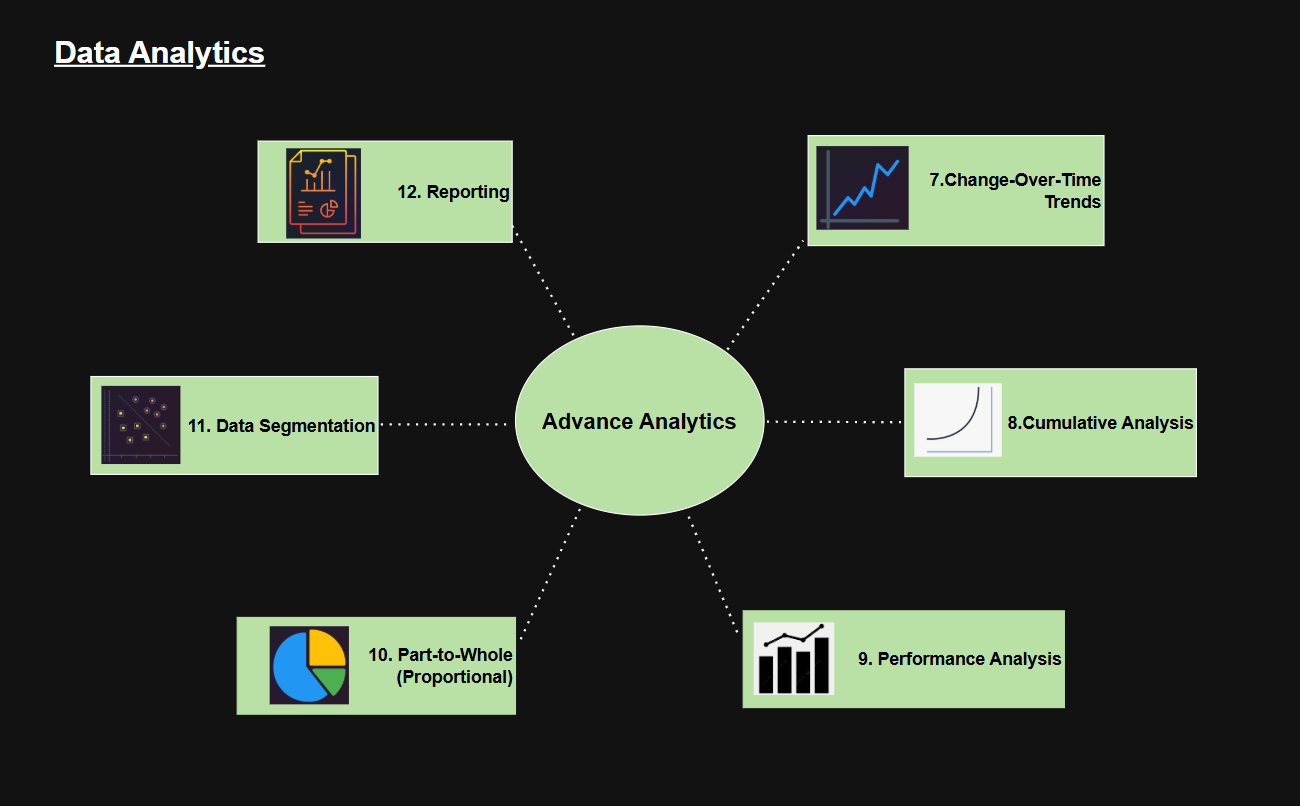 Data Analytics
12. Reporting
7.Change-Over-Time
Trends
11. Data Segmentation
Advance Analytics
8.Cumulative Analysis
10. Part-to-Whole
(Proportional)
9. Performance Analysis